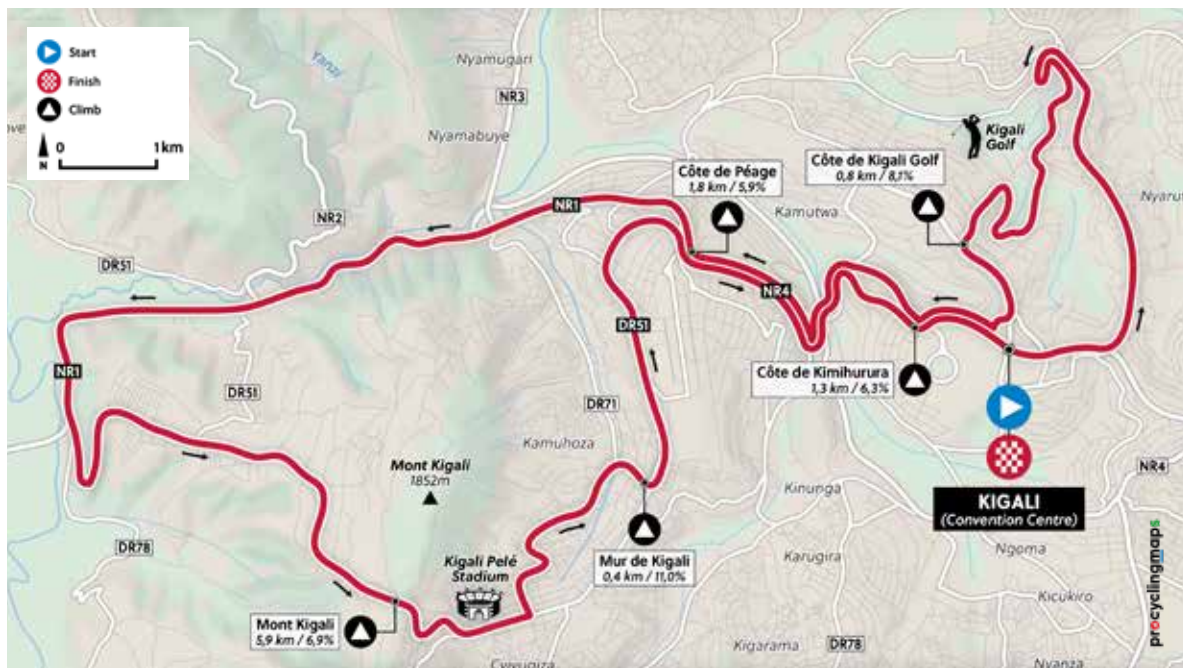 Start
Finish
Climb
N
0 1 km
Yanzi
Nyamugari
NR3
Nyamabuye
NR2
DR51
NR1
Côte de Péage
1,8 km / 5,9%
Côte de Kigali Golf
0,8 km / 8,1%
Kigali
Golf
Kamutwa
NR4
DR51
NR1
DR51
DR71
Côte de Kimihurura
1,3 km / 6,3%
Kamuhoza
Mont Kigali
1852m
Kinunga
NR4
KIGALI
(Convention Centre)
DR78
Kigali Pelé
Stadium
Mur de Kigali
0,4 km / 11,0%
Karugira
Ngoma
Kicukiro
Mont Kigali
5,9 km / 6,9%
Kigarama
DR78
Nyanza
procyclingmaps